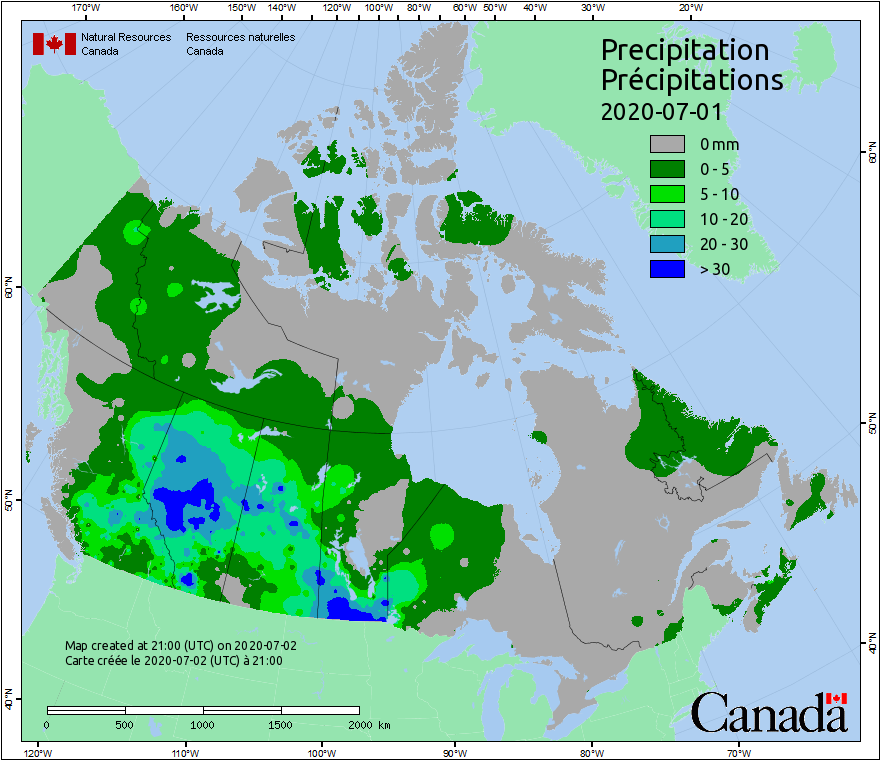 170°W 160°W 150°W 140°W 120°W 100°W 80°W 60°W 50°W 40°W 30°W 20°W
Natural Resources Canada
Ressources naturelles Canada
Precipitation
Précipitations
2020-07-01
0 mm
0 - 5
5 - 10
10 - 20
20 - 30
> 30
60°N
50°N
40°N
60°N
50°N
40°N
Map created at 21:00 (UTC) on 2020-07-02
Carte créée le 2020-07-02 (UTC) à 21:00
0 500 1000 1500 2000 km
Canada
120°W 110°W 100°W 90°W 80°W 70°W